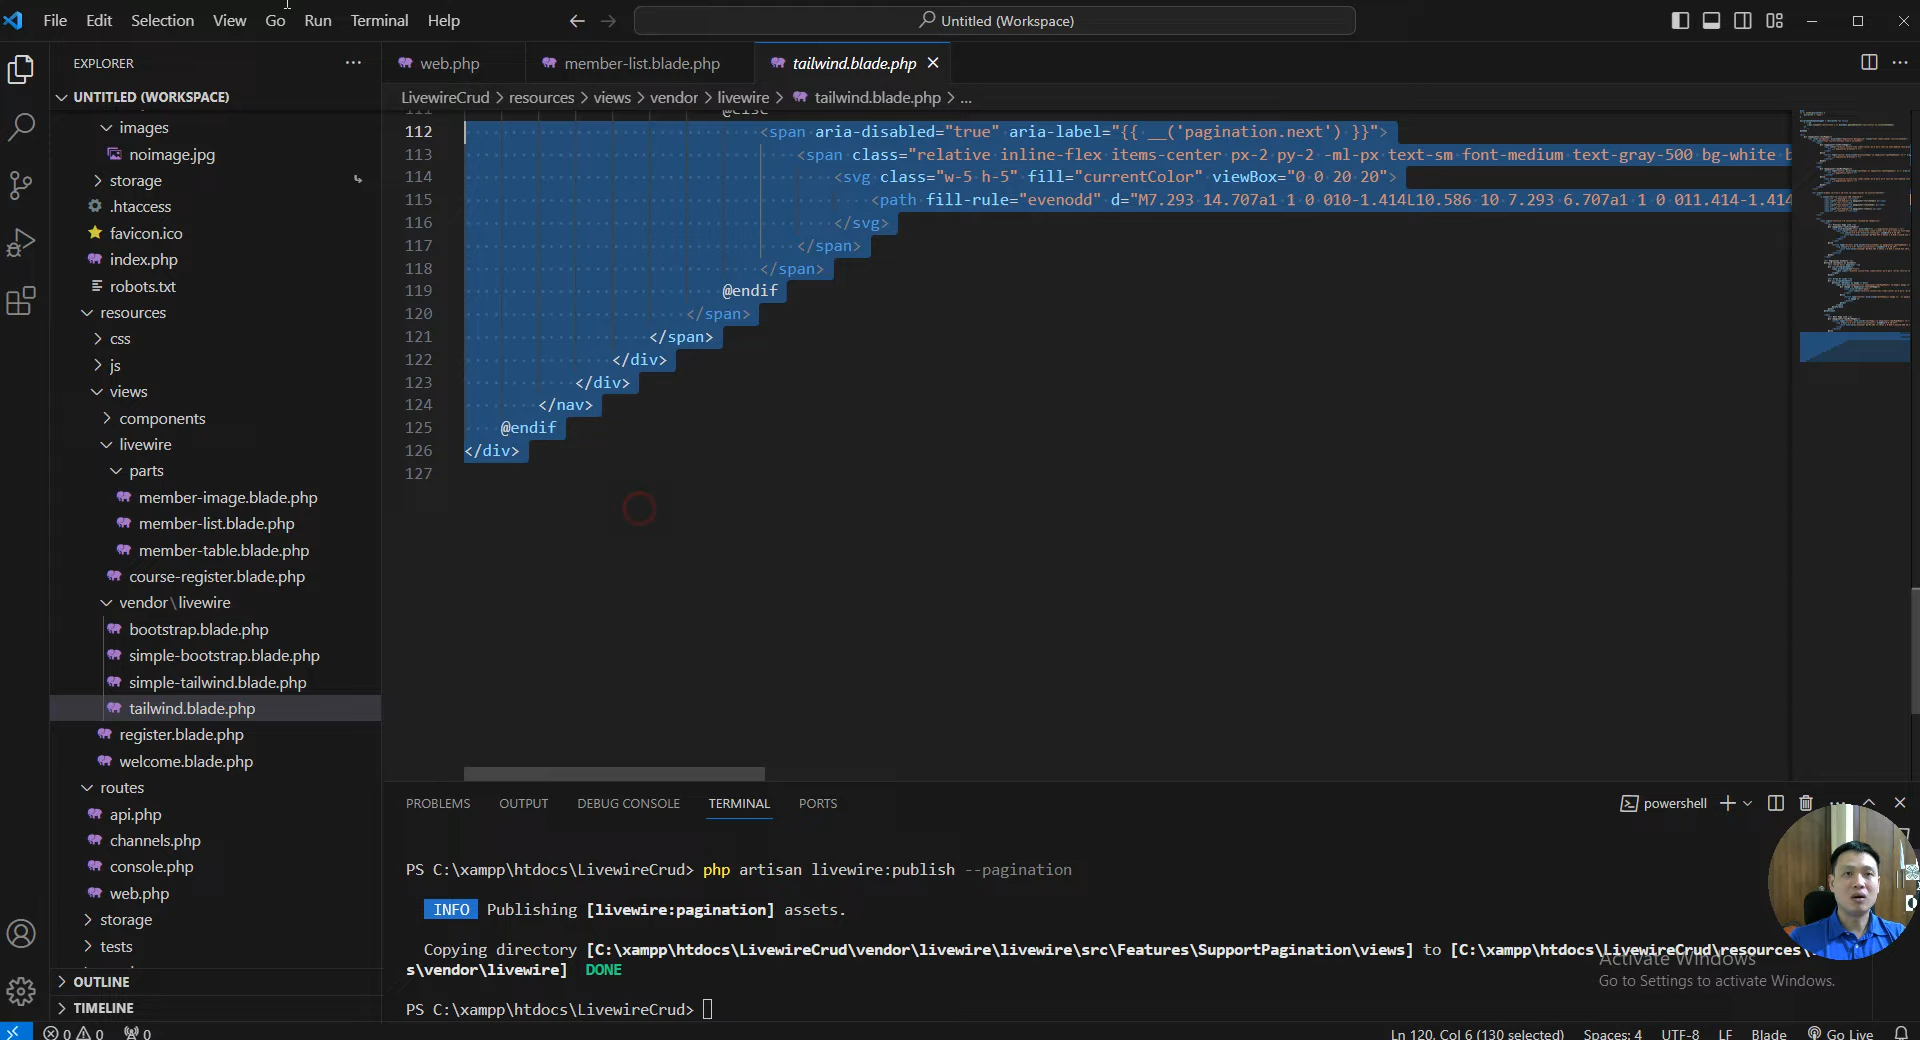 File Edit Selection View Go Run Terminal Help
Untitled (Workspace)
EXPLORER
web.php
member-list.blade.php
tailwind.blade.php
UNTITLED (WORKSPACE)
LivewireCrud > resources > views > vendor > livewire > tailwind.blade.php > ...
images
noimage.jpg
storage
.htaccess
favicon.ico
index.php
robots.txt
resources
css
js
views
components
livewire
parts
member-image.blade.php
member-list.blade.php
member-table.blade.php
course-register.blade.php
vendor\livewire
bootstrap.blade.php
simple-bootstrap.blade.php
simple-tailwind.blade.php
tailwind.blade.php
register.blade.php
welcome.blade.php
routes
api.php
channels.php
console.php
web.php
storage
tests
OUTLINE
TIMELINE
111 @else
112 <span aria-disabled="true" aria-label="{{ __('pagination.next') }}">
113 <span class="relative inline-flex items-center px-2 py-2 -ml-px text-sm font-medium text-gray-500 bg-white
114 <svg class="w-5 h-5" fill="currentColor" viewBox="0 0 20 20">
115 <path fill-rule="evenodd" d="M7.293 14.707a1 1 0 010-1.414L10.586 10 7.293 6.707a1 1 0 011.414-1.414
116 </svg>
117 </span>
118 </span>
119 @endif
120 </span>
121 </span>
122 </div>
123 </div>
124 </nav>
125 @endif
126 </div>
127
PROBLEMS OUTPUT DEBUG CONSOLE TERMINAL PORTS
powershell
PS C:\xampp\htdocs\LivewireCrud> php artisan livewire:publish --pagination
INFO Publishing [livewire:pagination] assets.
Copying directory [C:\xampp\htdocs\LivewireCrud\vendor\livewire\livewire\src\Features\SupportPagination\views] to [C:\xampp\htdocs\LivewireCrud\resources\
s\vendor\livewire] DONE
PS C:\xampp\htdocs\LivewireCrud>
Activate Windows
Go to Settings to activate Windows.
0 0 0
Ln 120, Col 6 (130 selected) Spaces: 4 UTF-8 LF Blade Go Live